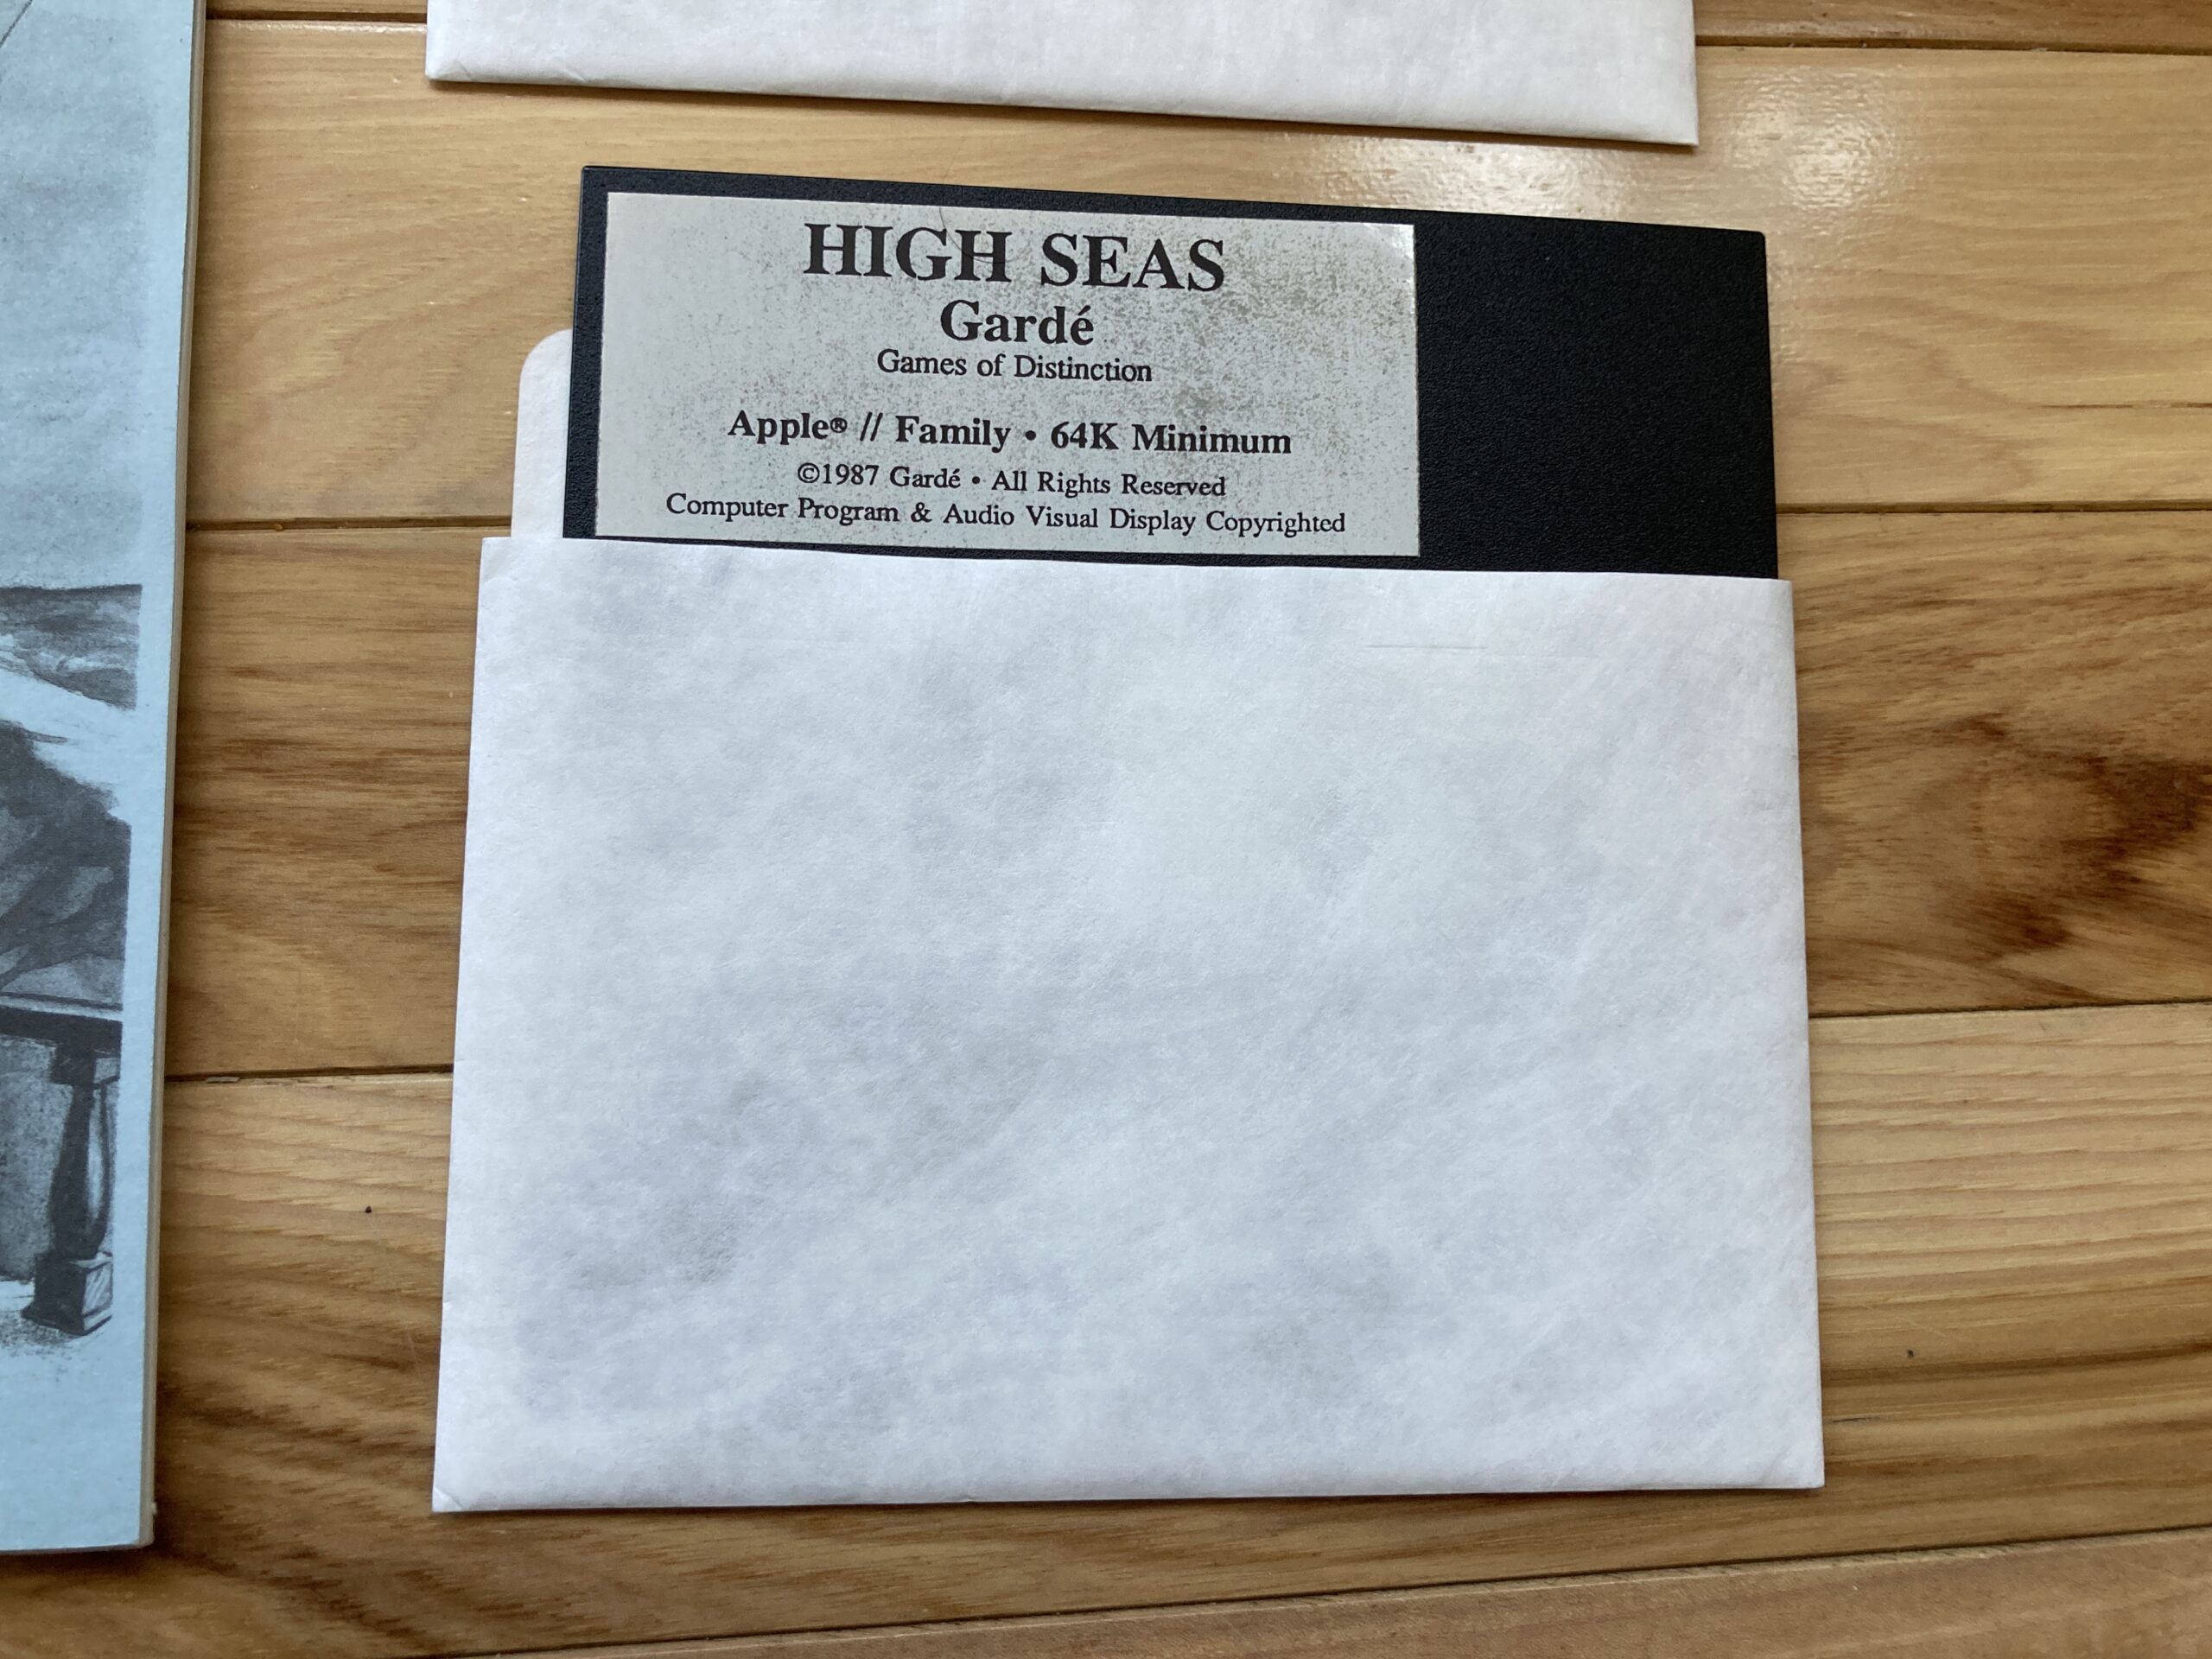 HIGH SEAS
Gardé
Games of Distinction
Apple® // Family • 64K Minimum
©1987 Gardé • All Rights Reserved
Computer Program & Audio Visual Display Copyrighted